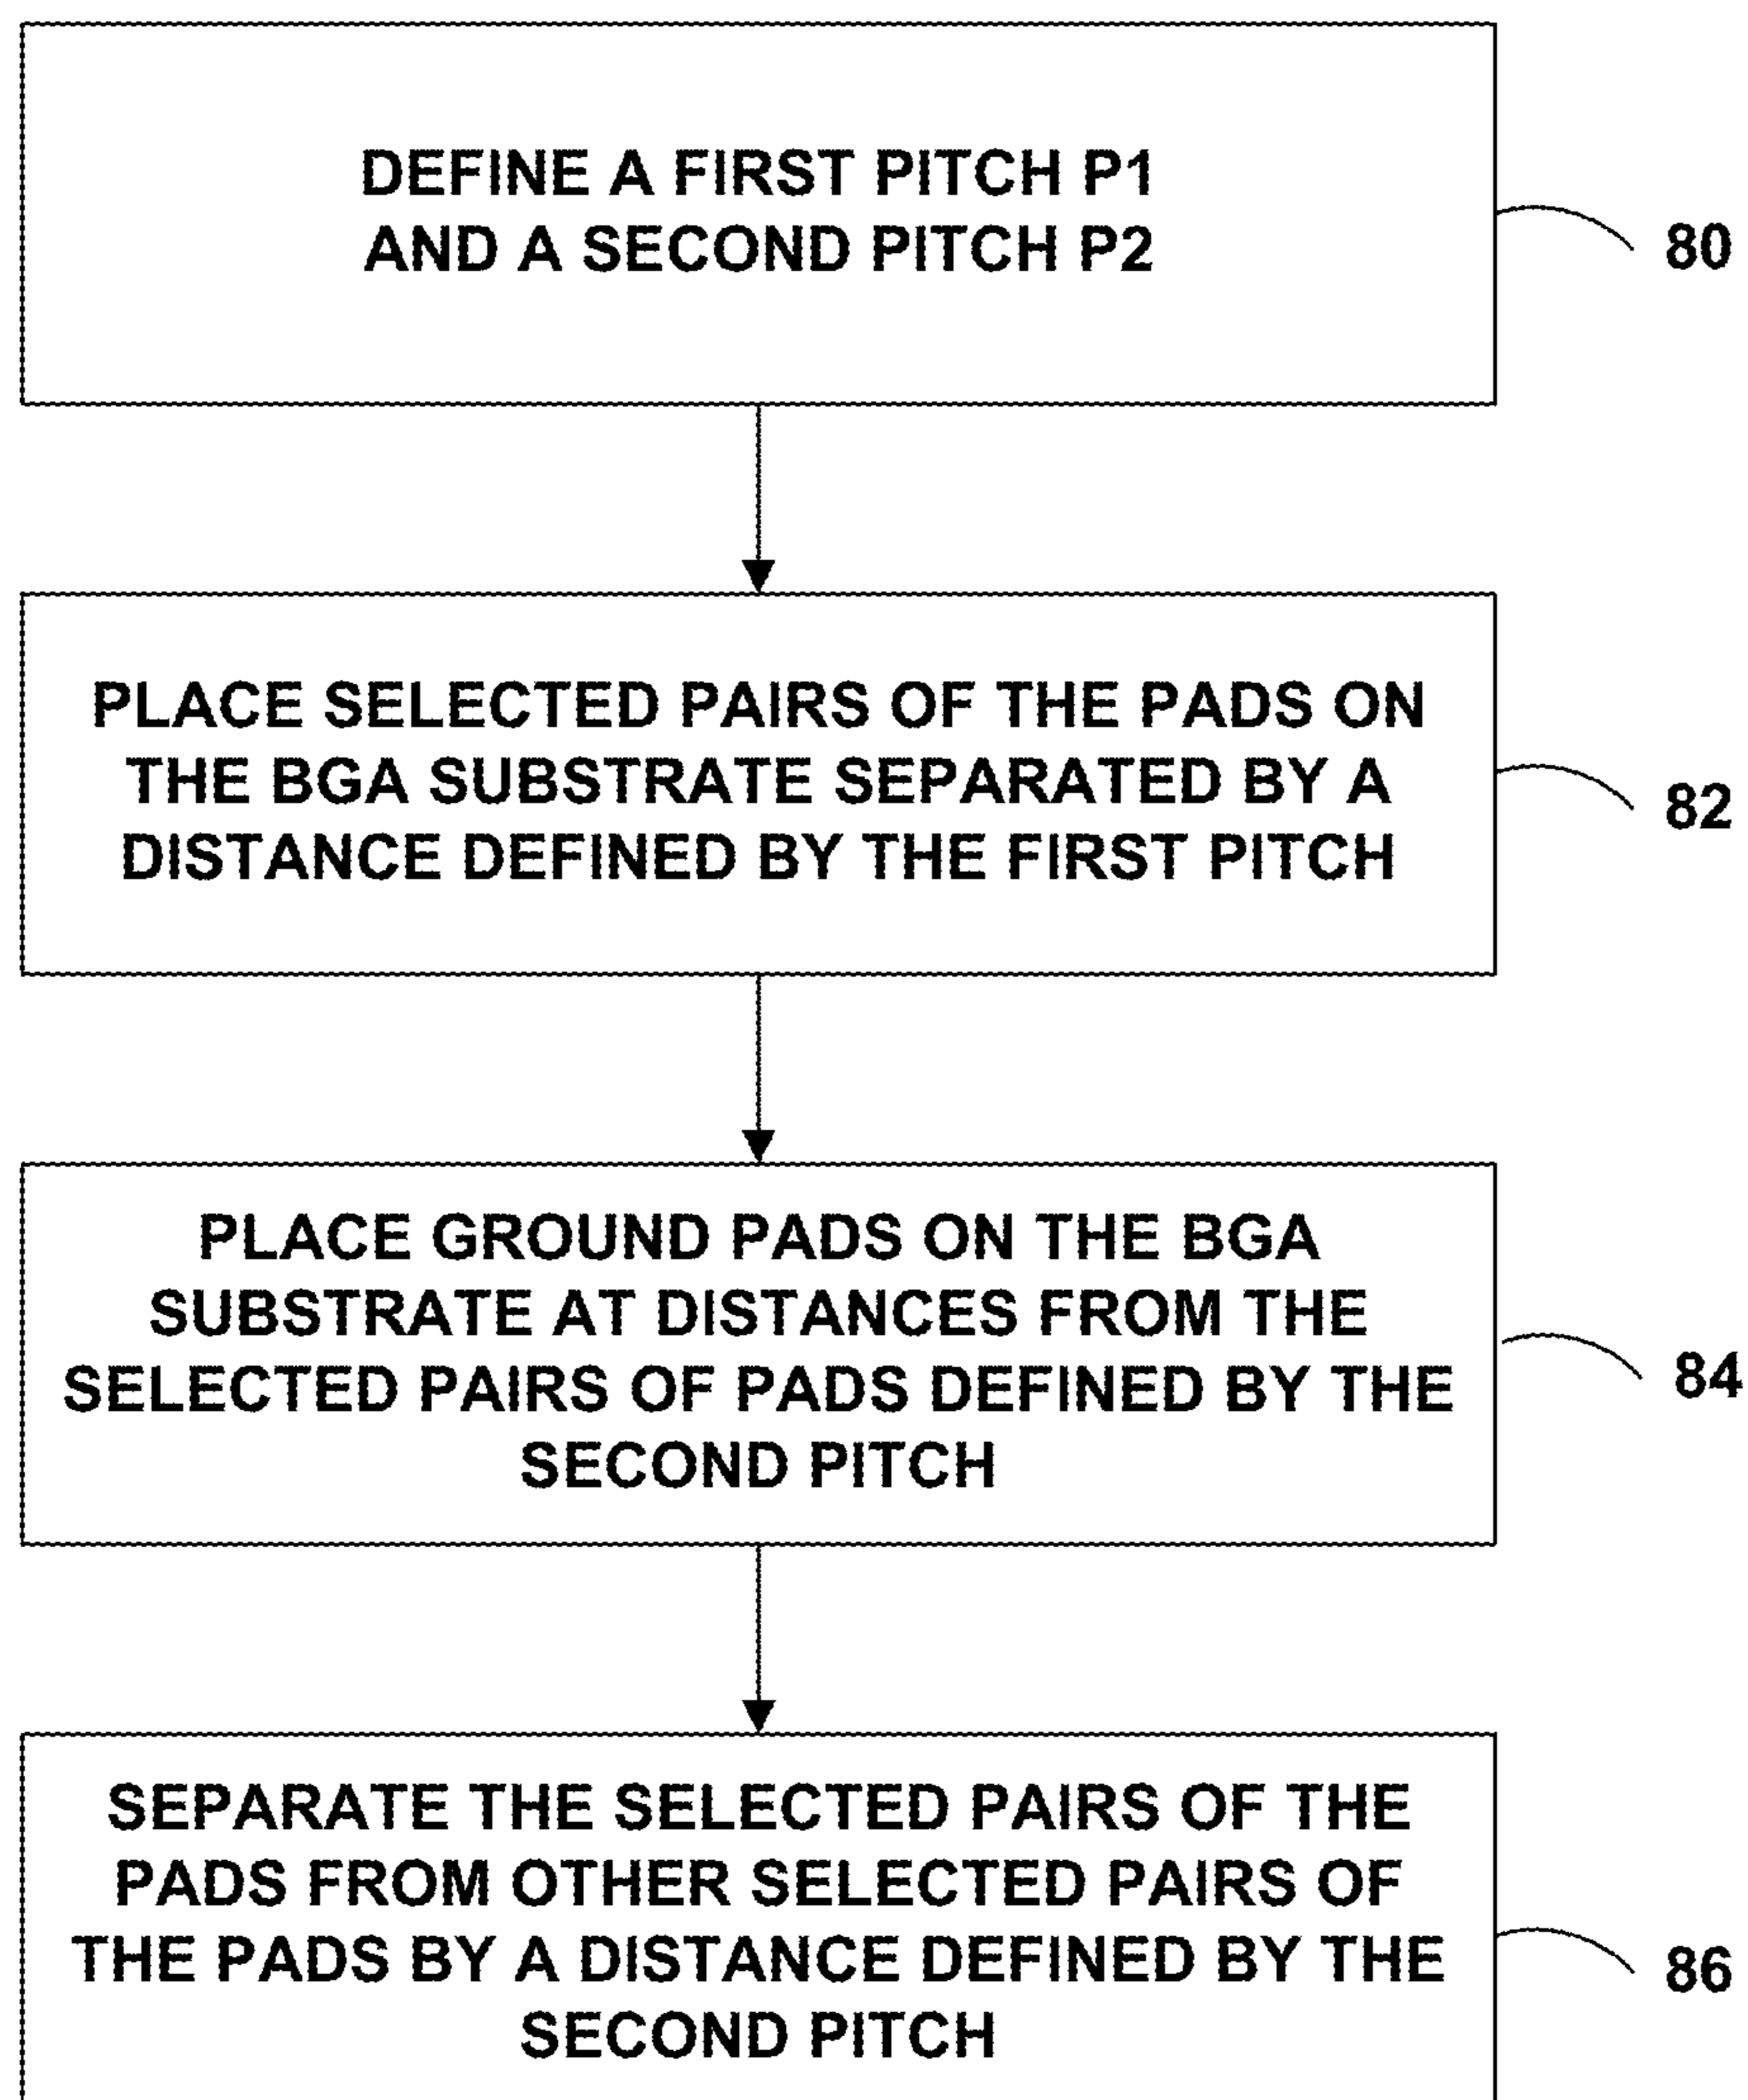 DEFINE A FIRST PITCH P1
AND A SECOND PITCH P2
80
PLACE SELECTED PAIRS OF THE PADS ON
THE BGA SUBSTRATE SEPARATED BY A
DISTANCE DEFINED BY THE FIRST PITCH
82
PLACE GROUND PADS ON THE BGA
SUBSTRATE AT DISTANCES FROM THE
SELECTED PAIRS OF PADS DEFINED BY THE
SECOND PITCH
84
SEPARATE THE SELECTED PAIRS OF THE
PADS FROM OTHER SELECTED PAIRS OF
THE PADS BY A DISTANCE DEFINED BY THE
SECOND PITCH
86